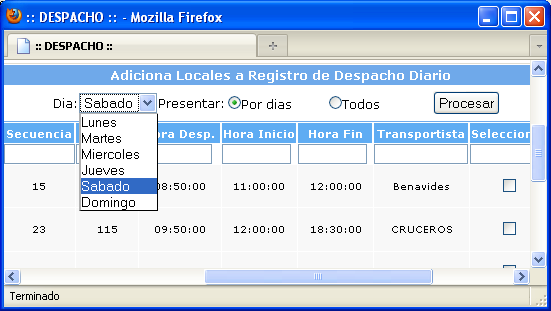 :: DESPACHO :: - Mozilla Firefox
:: DESPACHO ::
Adiciona Locales a Registro de Despacho Diario
Dia: Sabado Presentar: Por dias Todos Procesar
Lunes
Martes
Miercoles
Jueves
Sabado
Domingo
Secuencia Desp. Hora Inicio Hora Fin Transportista Seleccion
15 08:50:00 11:00:00 12:00:00 Benavides
23 115 09:50:00 12:00:00 18:30:00 CRUCEROS
Terminado